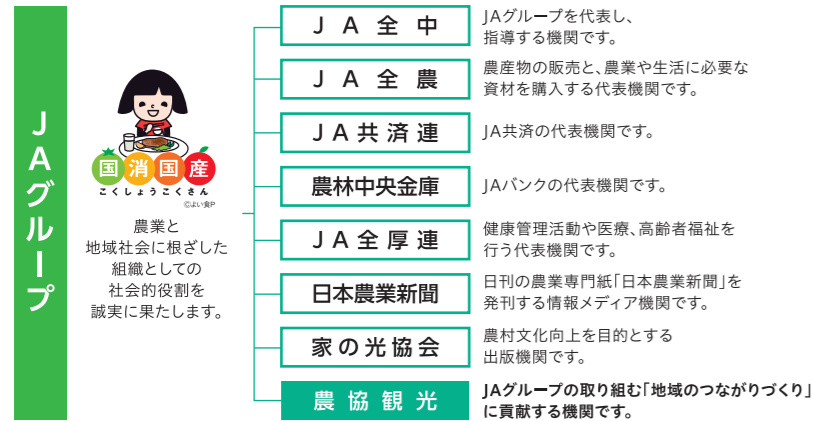 JAグループ
国消国産
こくしょうこくさん
©よい食P
農業と
地域社会に根ざした
組織としての
社会的役割を
誠実に果たします。
JA全中
JAグループを代表し、
指導する機関です。
JA全農
農産物の販売と、農業や生活に必要な
資材を購入する代表機関です。
JA共済連
JA共済の代表機関です。
農林中央金庫
JAバンクの代表機関です。
JA全厚連
健康管理活動や医療、高齢者福祉を
行う代表機関です。
日本農業新聞
日刊の農業専門紙「日本農業新聞」を
発刊する情報メディア機関です。
家の光協会
農村文化向上を目的とする
出版機関です。
農協観光
JAグループの取り組む「地域のつながりづくり」
に貢献する機関です。